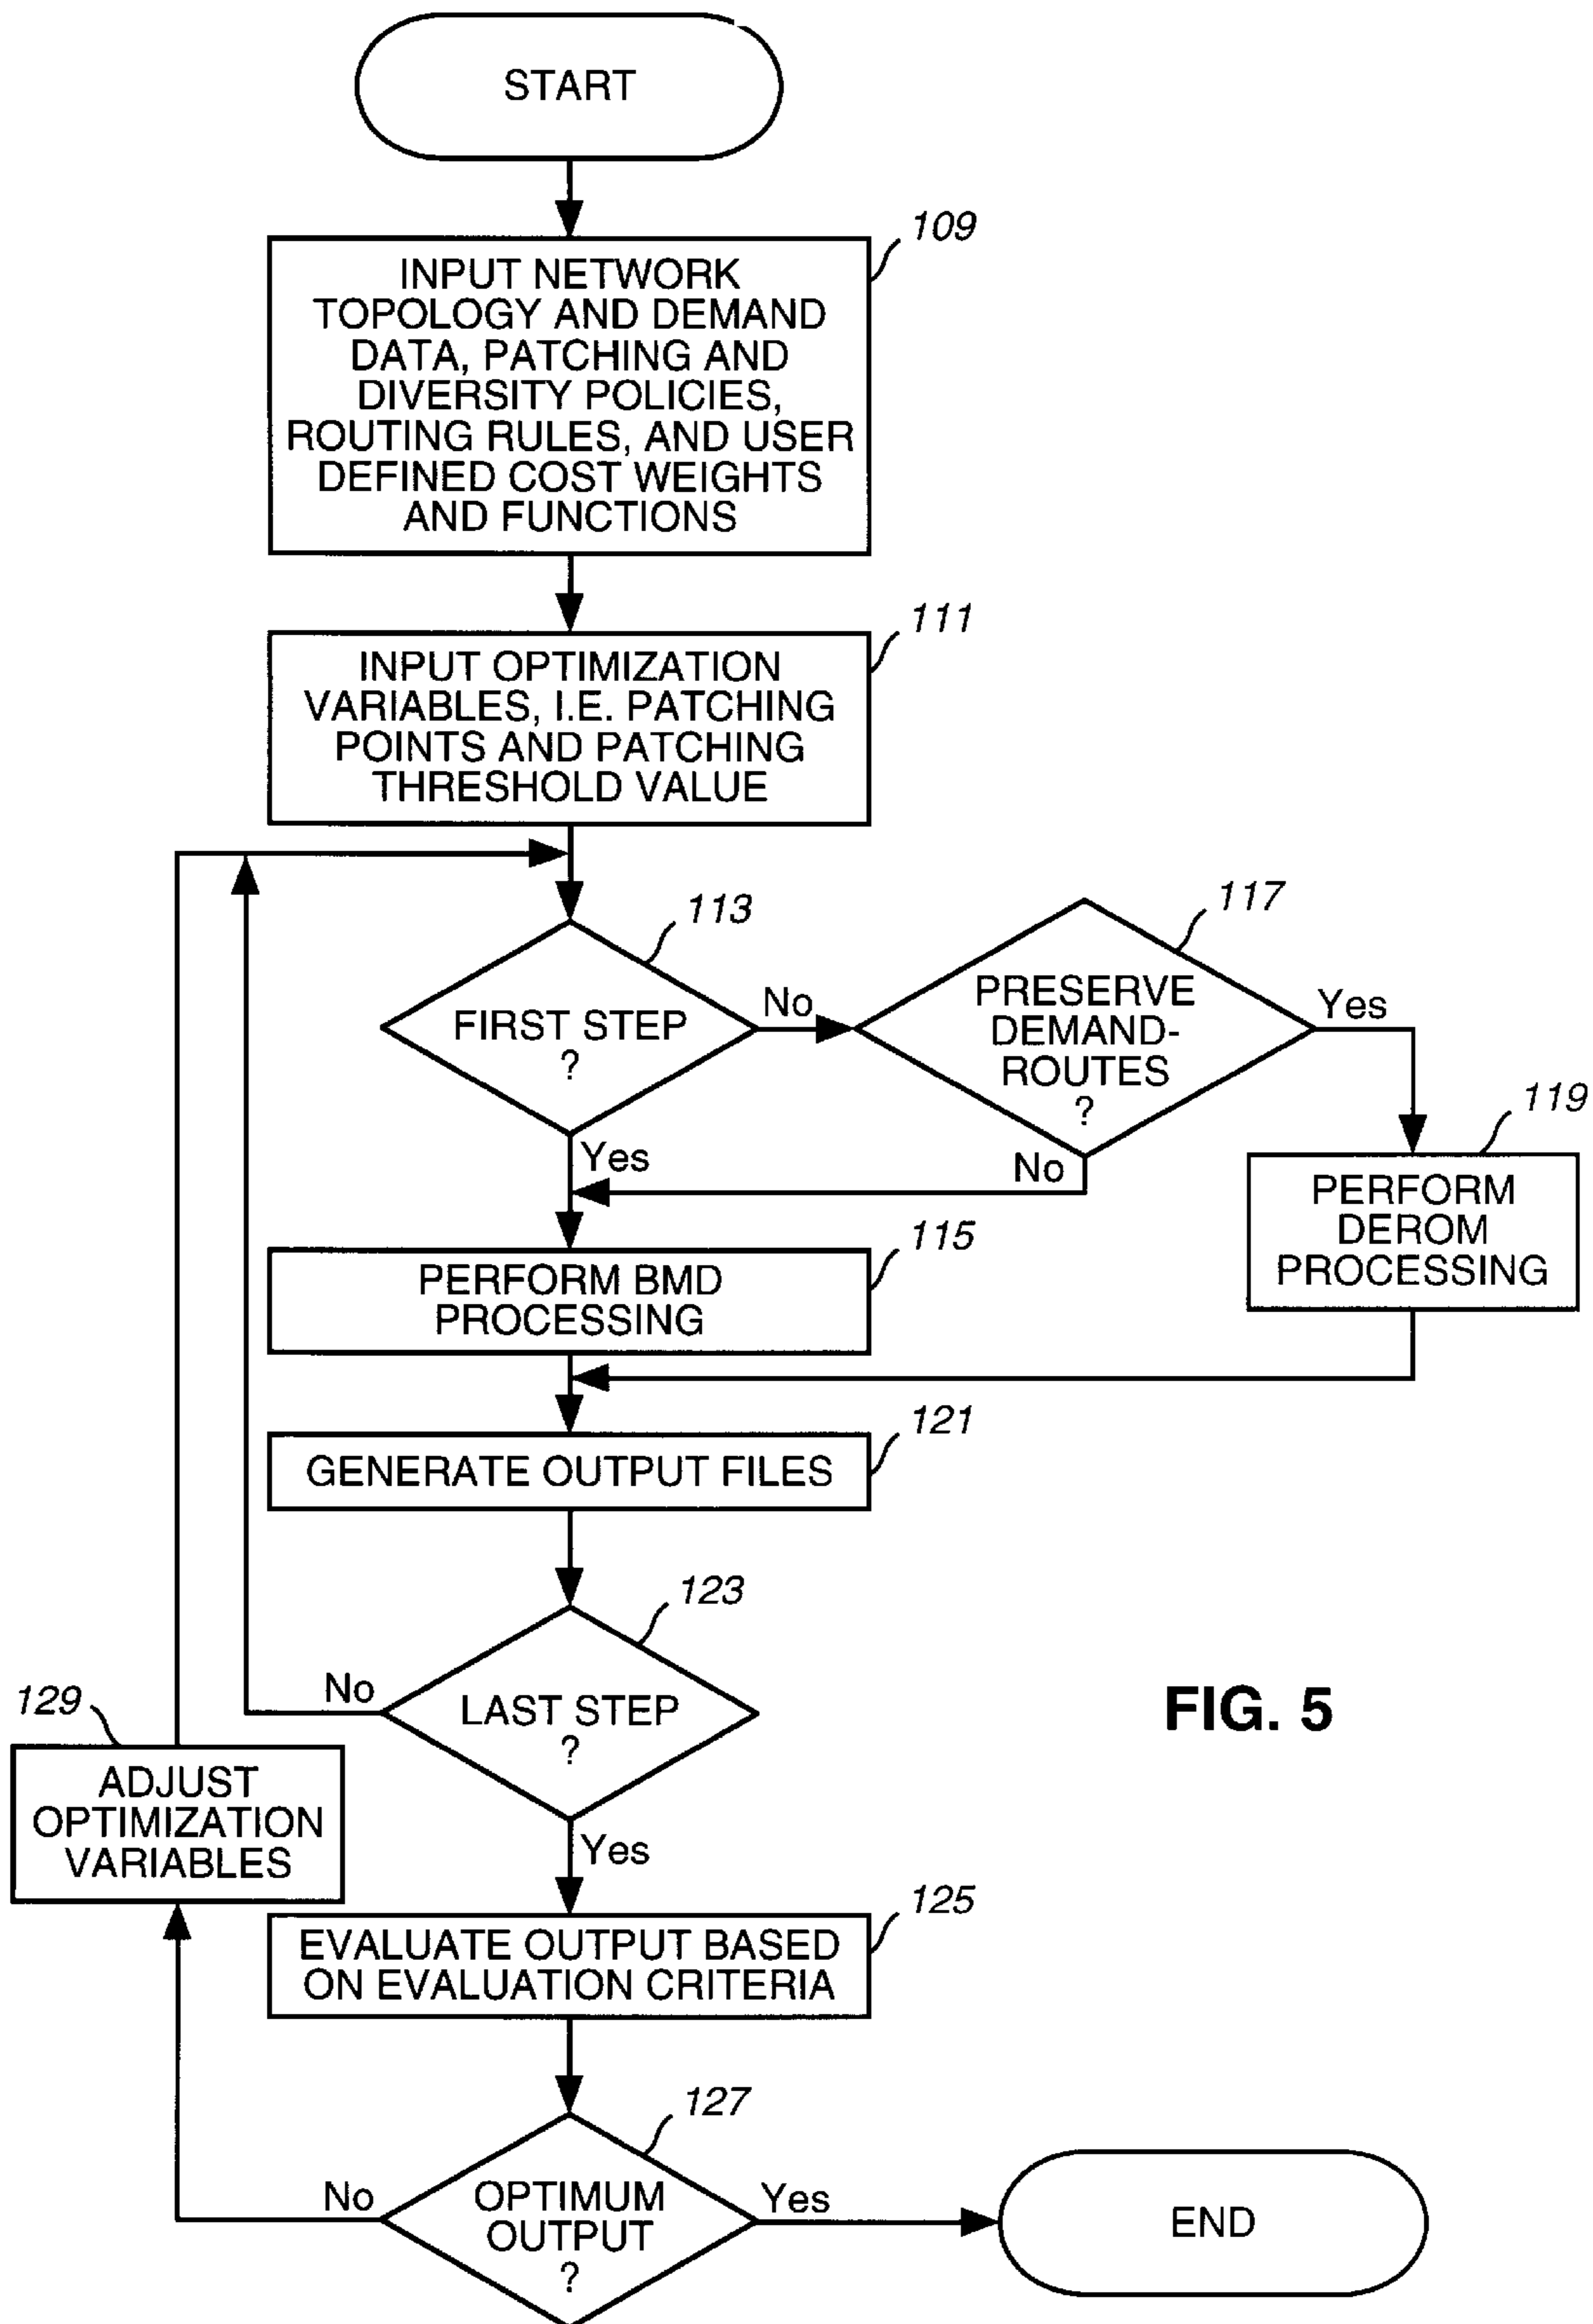 START
109
INPUT NETWORK
TOPOLOGY AND DEMAND
DATA, PATCHING AND
DIVERSITY POLICIES,
ROUTING RULES, AND USER
DEFINED COST WEIGHTS
AND FUNCTIONS
111
INPUT OPTIMIZATION
VARIABLES, I.E. PATCHING
POINTS AND PATCHING
THRESHOLD VALUE
113
FIRST STEP
?
No
Yes
117
PRESERVE
DEMAND-
ROUTES
?
Yes
No
119
PERFORM
DEROM
PROCESSING
115
PERFORM BMD
PROCESSING
121
GENERATE OUTPUT FILES
123
LAST STEP
?
No
Yes
FIG. 5
129
ADJUST
OPTIMIZATION
VARIABLES
125
EVALUATE OUTPUT BASED
ON EVALUATION CRITERIA
127
OPTIMUM
OUTPUT
?
No
Yes
END